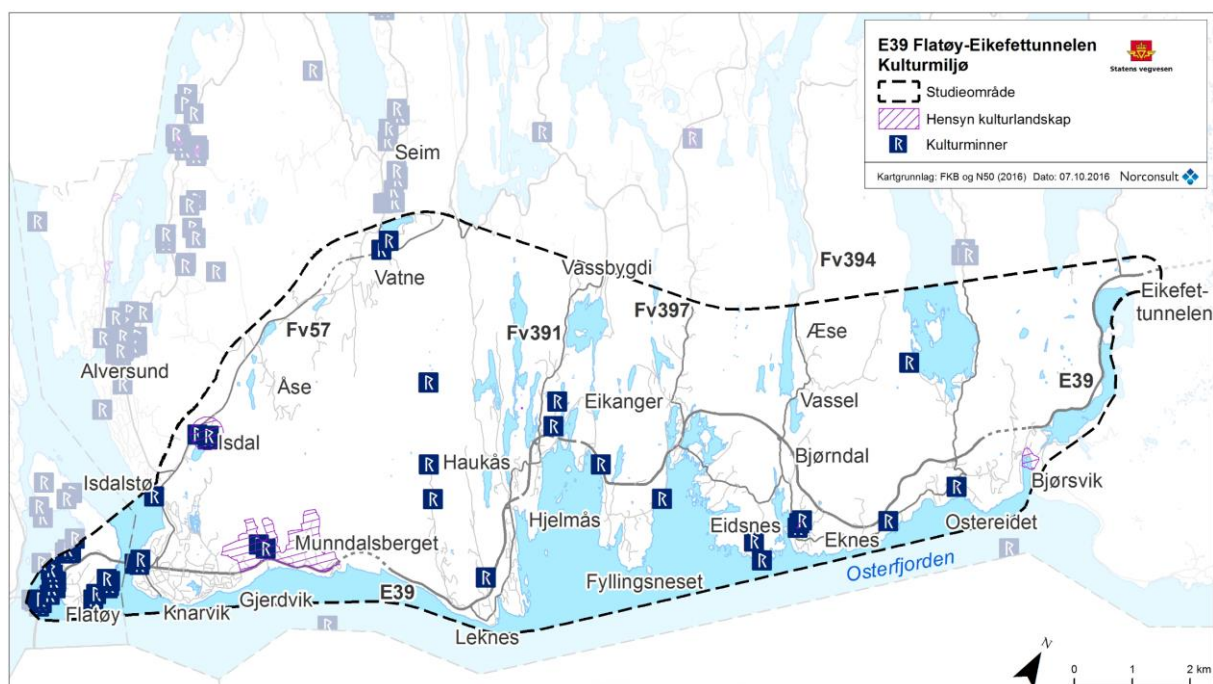 E39 Flatøy-Eikefettunnelen
Kulturmiljø
Statens vegvesen
Studieområde
Hensyn kulturlandskap
R Kulturminner
Kartgrunnlag: FKB og N50 (2016) Dato: 07.10.2016 Norconsult
Seim
Vatne
Vassbygdi
Fv394
Eikefet-
tunnelen
Fv57
Fv391
Fv397
Æse
Alversund
Åse
E39
Eikanger
Vassel
Isdal
Haukås
Bjørndal
Isdalstø
Bjørsvik
Hjelmås
Eidsnes
Ostereidet
Munndalsberget
Eknes
Fyllingsneset
Osterfjorden
Flatøy
Knarvik
Gjerdvik
E39
Leknes
N
0 1 2 km